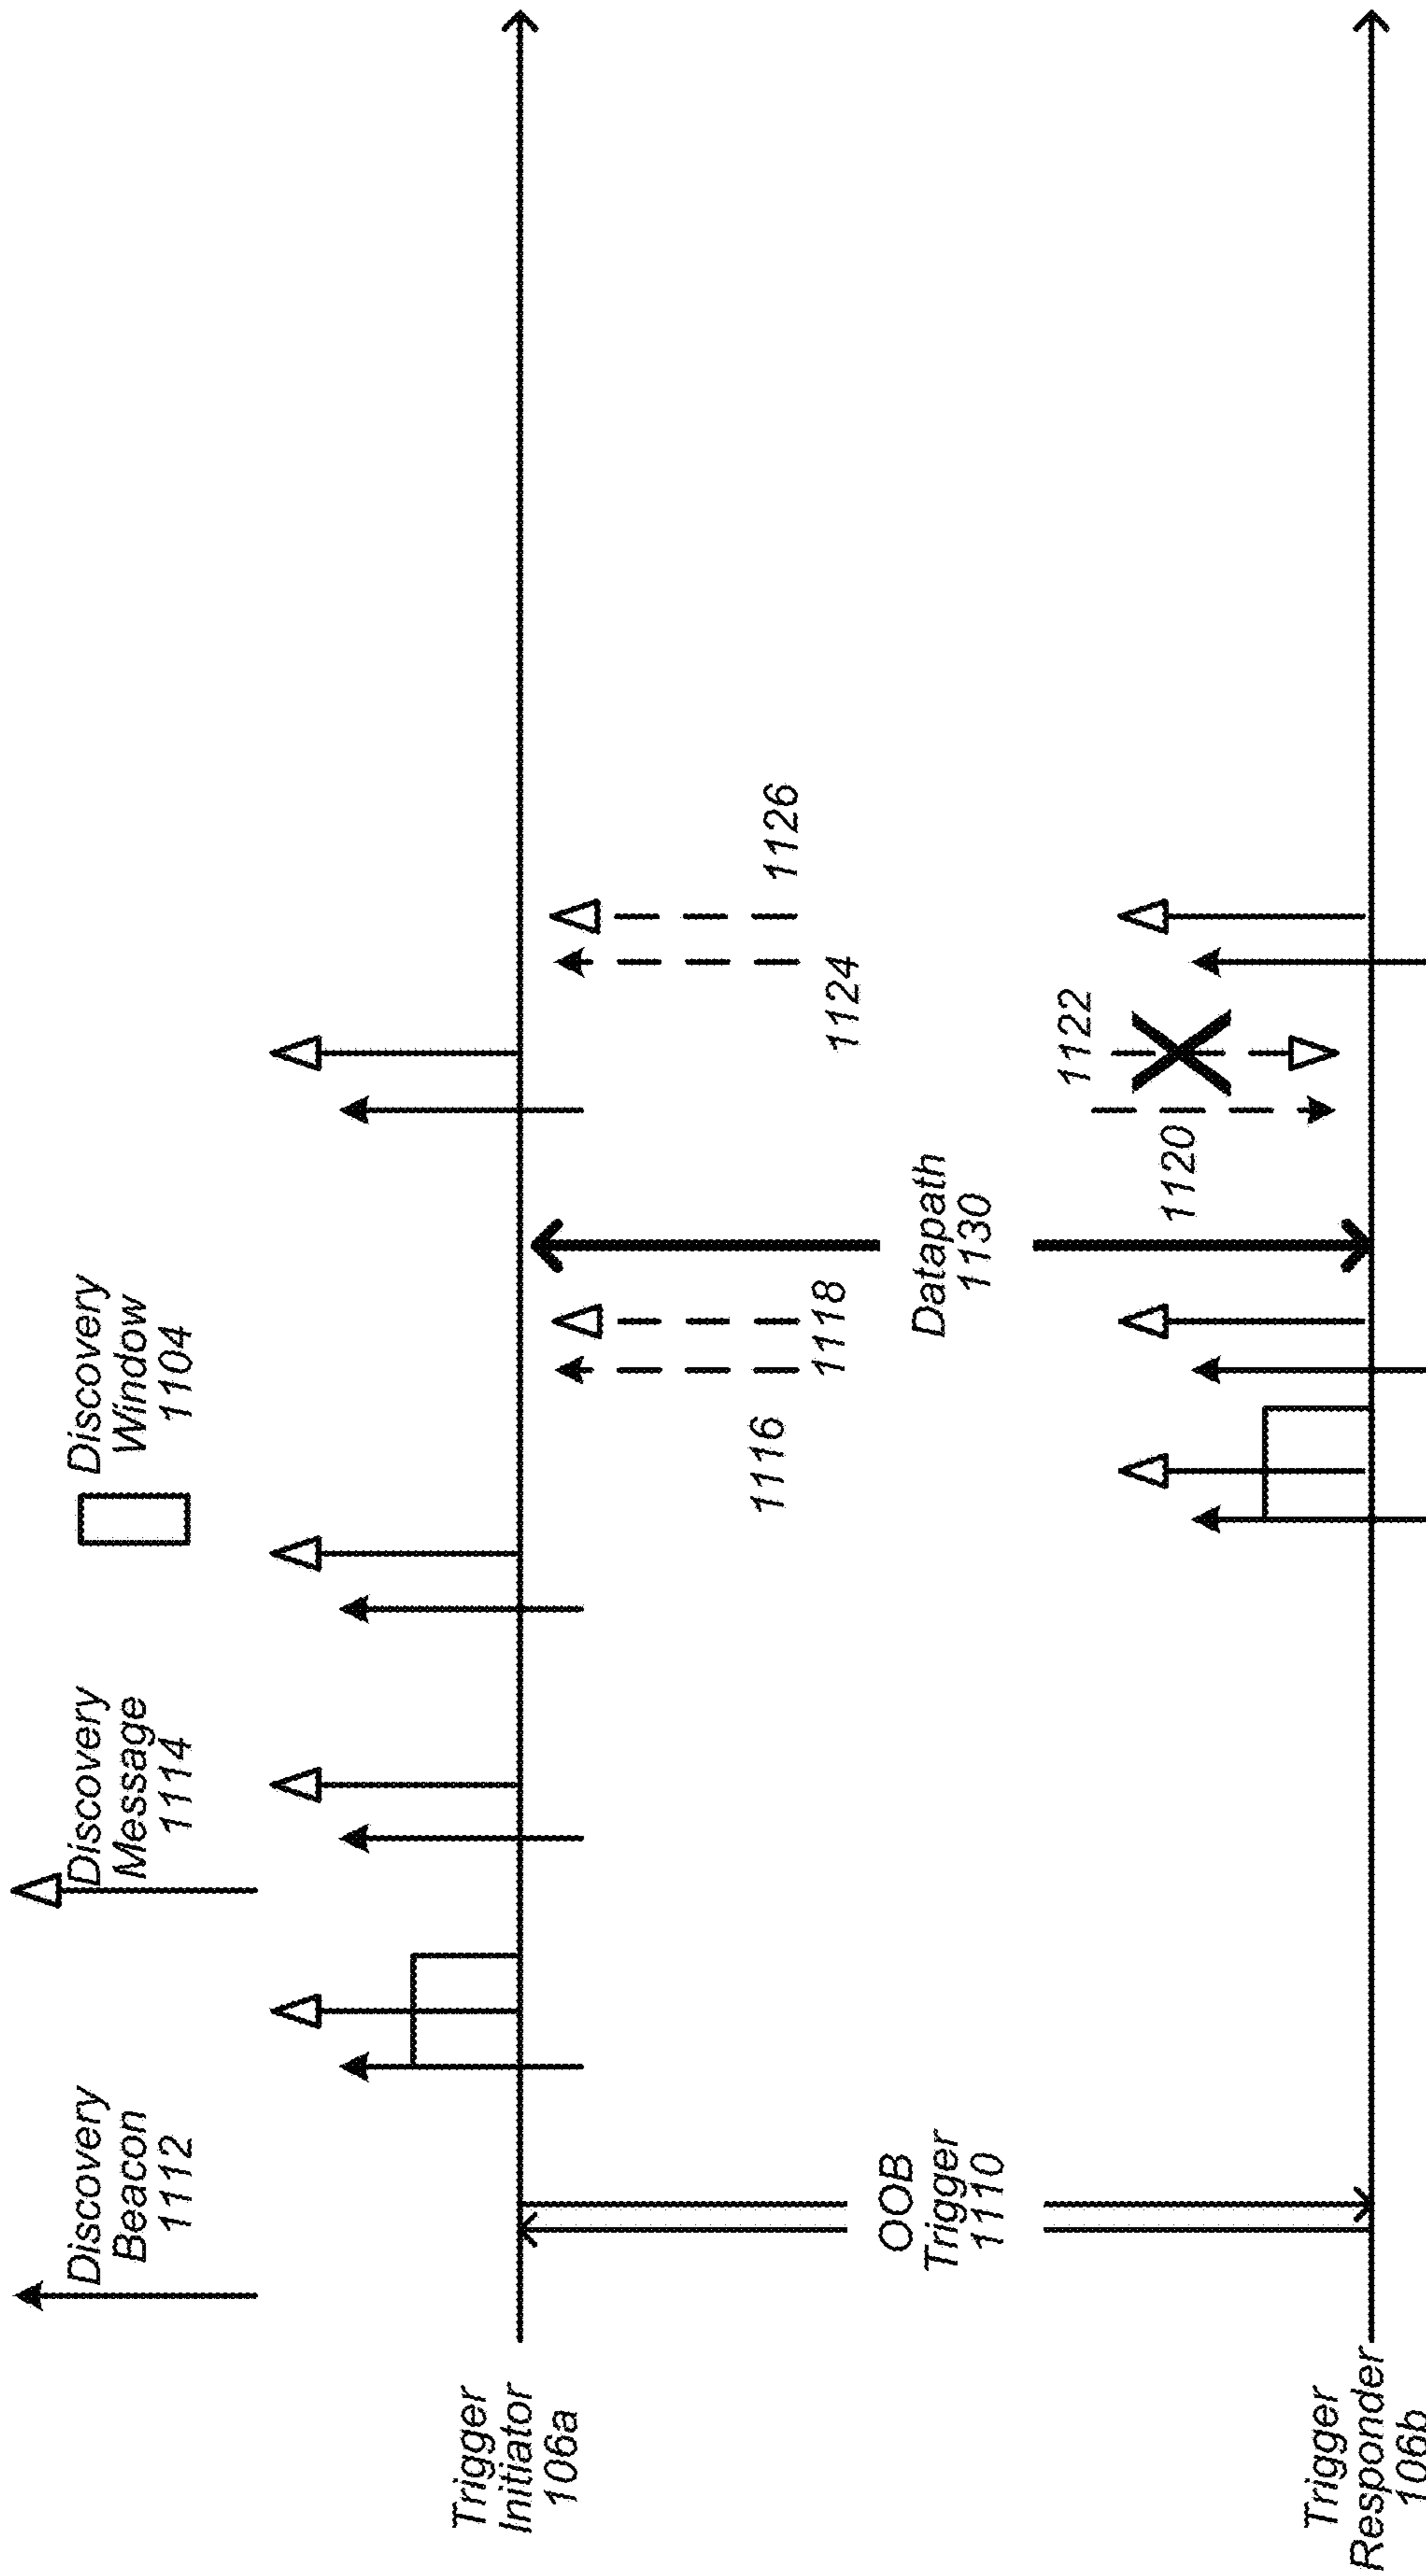 Discovery
Beacon
1112
Discovery
Message
1114
Discovery
Window
1104
Trigger
Initiator
106a
OOB
Trigger
1110
1116
1118
Datapath
1130
1120
1122
1124
1126
Trigger
Responder
106b